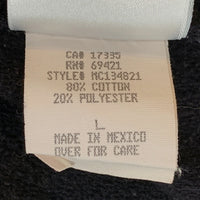 CA# 17335
RN# 69421
STYLE# MC134821
80% COTTON
20% POLYESTER
L
MADE IN MEXICO
OVER FOR CARE